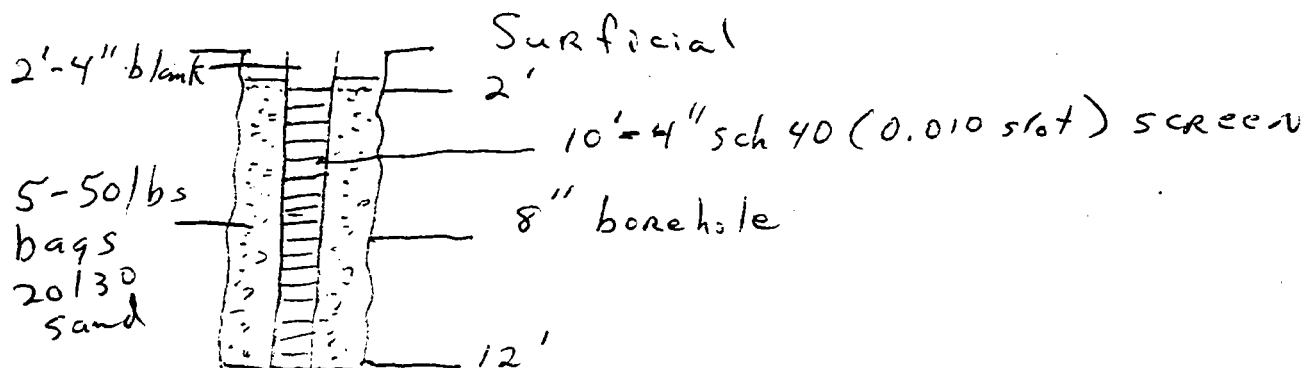 Surficial
2'-4" blank
2'
10'-4" sch 40 (0.010 slot) screen
5-50lbs
bags
20/30
sand
8" borehole
12'